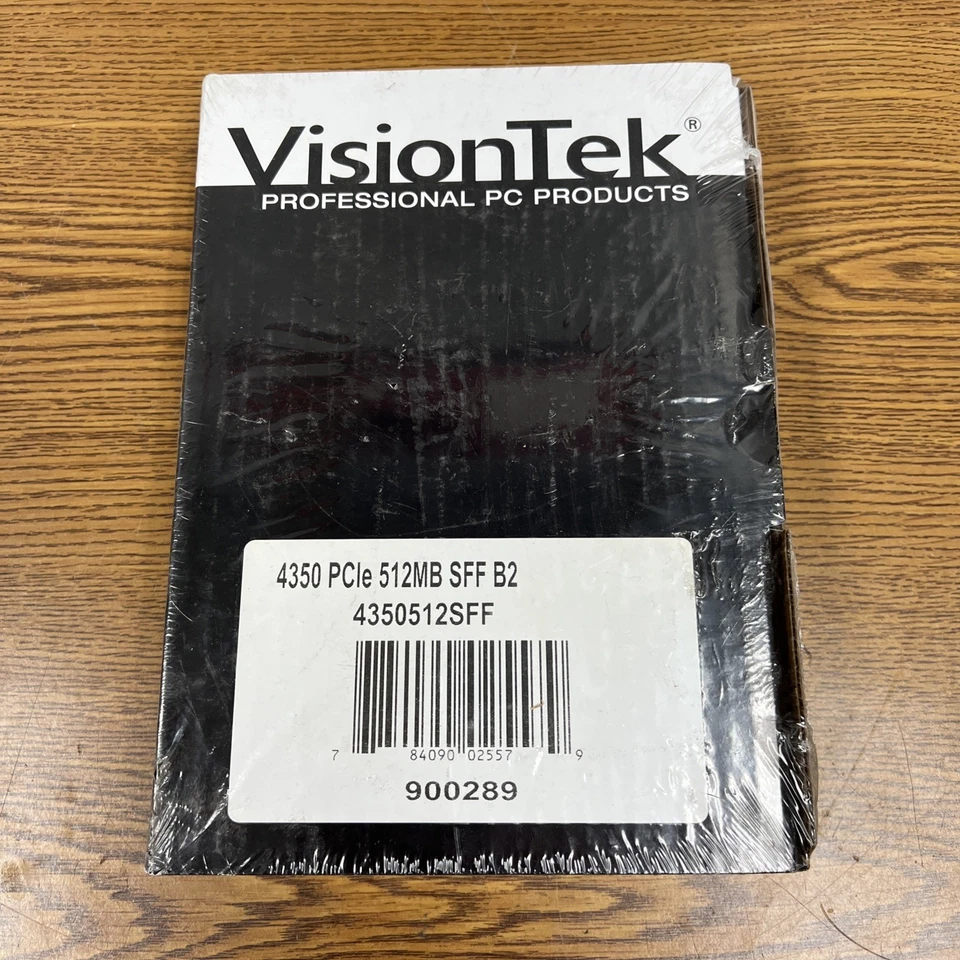 VisionTek®
PROFESSIONAL PC PRODUCTS
4350 PCIe 512MB SFF B2
4350512SFF
7 84090 02557 9
900289